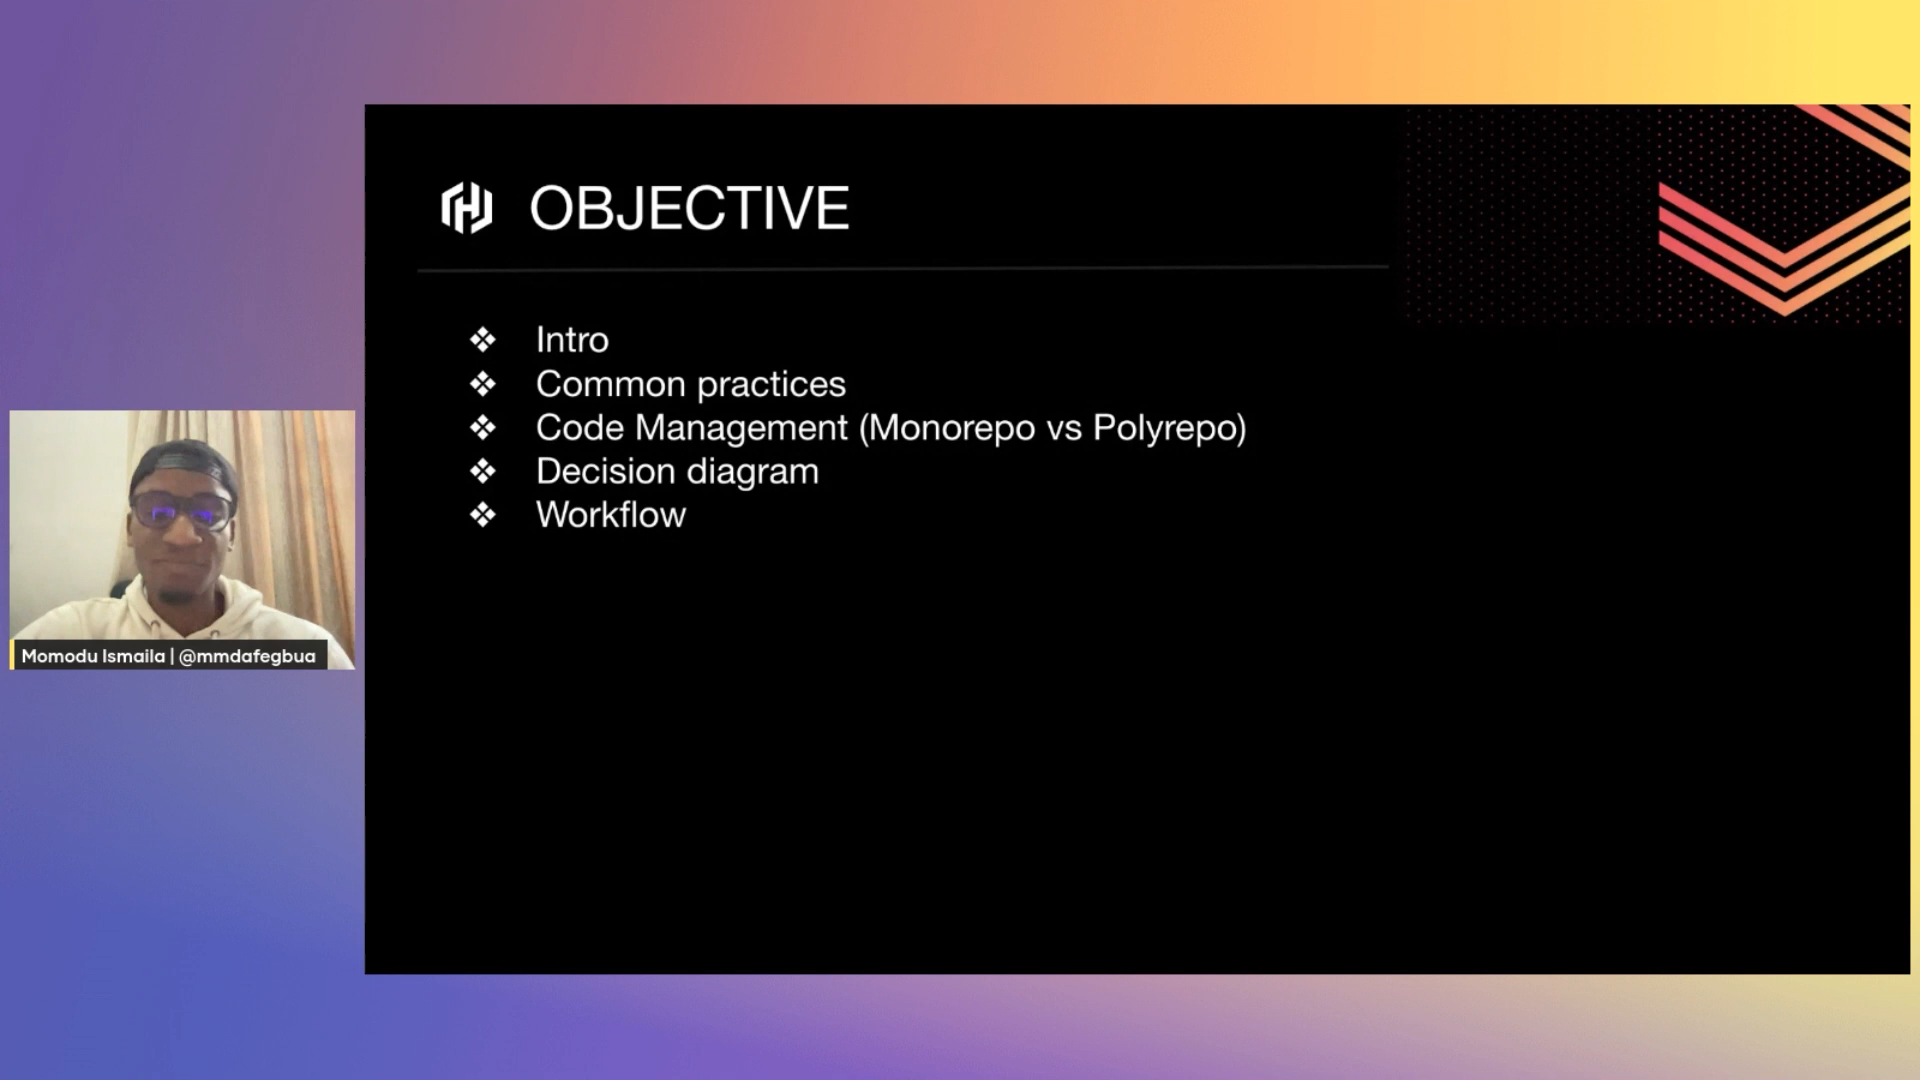 OBJECTIVE
Intro
Common practices
Code Management (Monorepo vs Polyrepo)
Decision diagram
Workflow
Momodu Ismaila | @mmdafegbua